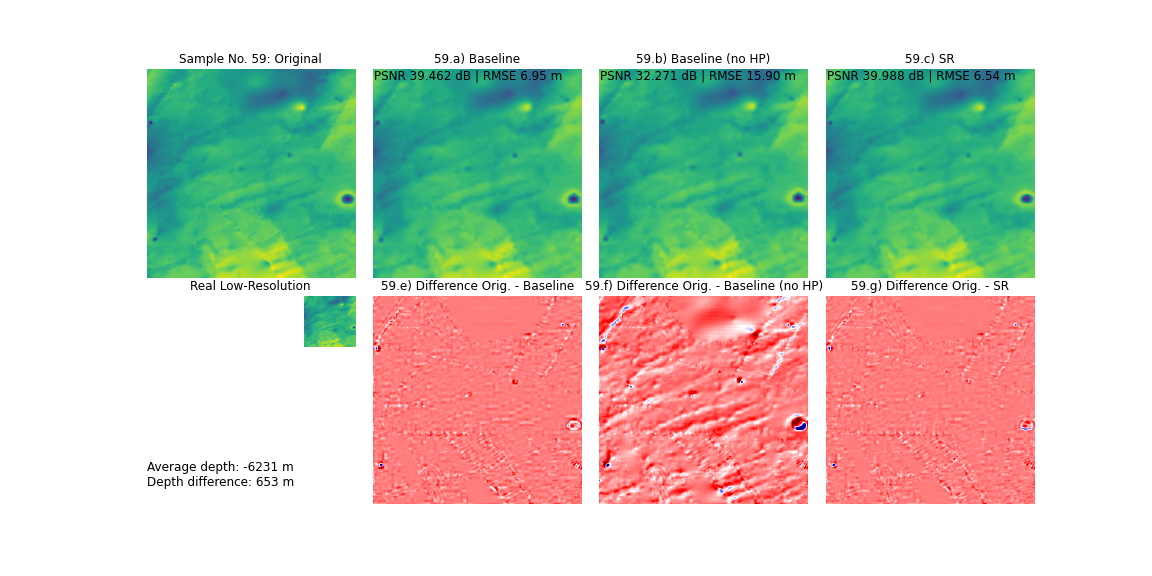 Sample No. 59: Original
59.a) Baseline
59.b) Baseline (no HP)
59.c) SR
PSNR 39.462 dB | RMSE 6.95 m
PSNR 32.271 dB | RMSE 15.90 m
PSNR 39.988 dB | RMSE 6.54 m
Real Low-Resolution
59.e) Difference Orig. - Baseline
59.f) Difference Orig. - Baseline (no HP)
59.g) Difference Orig. - SR
Average depth: -6231 m
Depth difference: 653 m